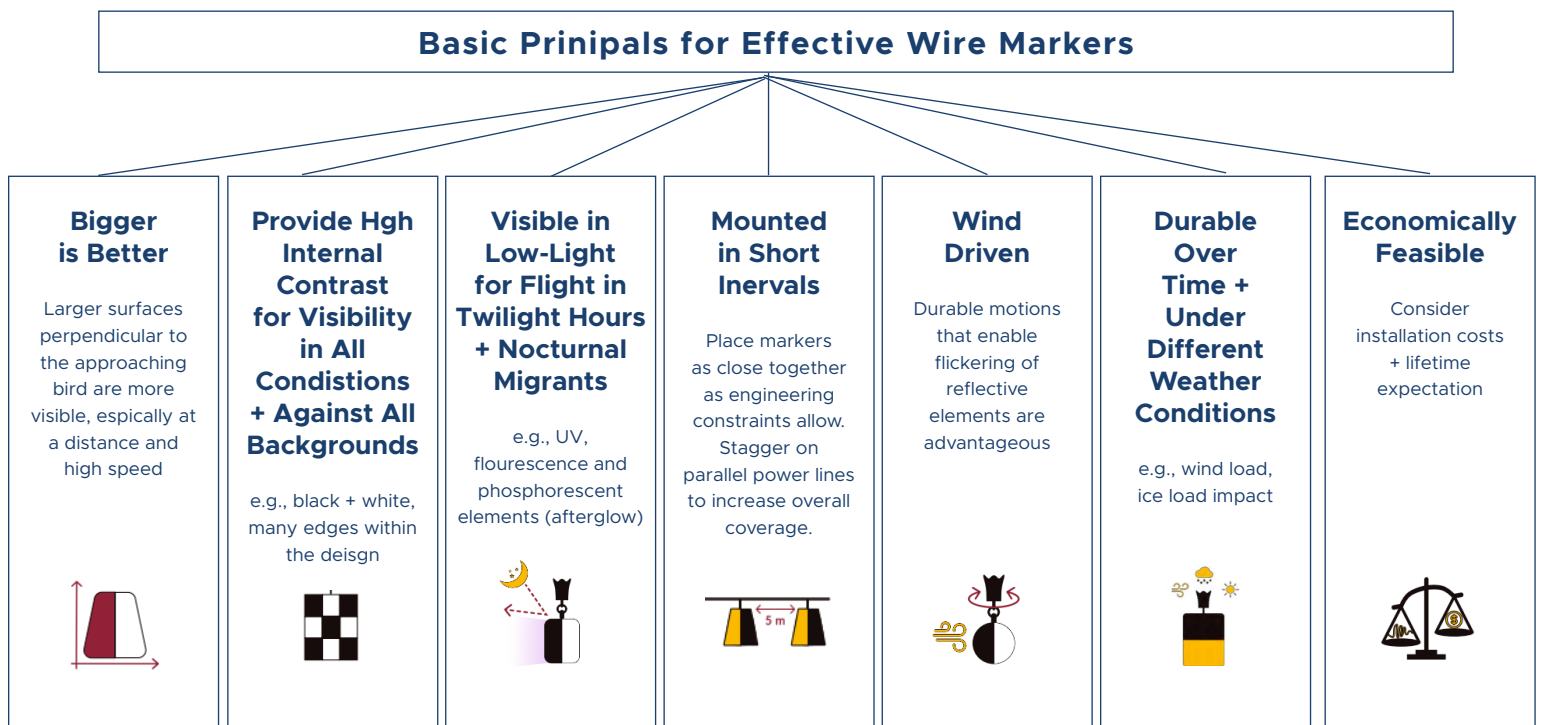 Basic Prinipals for Effective Wire Markers
Bigger
is Better
Larger surfaces
perpendicular to
the approaching
bird are more
visible, espically at
a distance and
high speed
Provide Hgh
Internal
Contrast
for Visibility
in All
Condistions
+ Against All
Backgrounds
e.g., black + white,
many edges within
the deisgn
Visible in
Low-Light
for Flight in
Twilight Hours
+ Nocturnal
Migrants
e.g., UV,
flourescence and
phosphorescent
elements (afterglow)
Mounted
in Short
Inervals
Place markers
as close together
as engineering
constraints allow.
Stagger on
parallel power lines
to increase overall
coverage.
5 m
Wind
Driven
Durable motions
that enable
flickering of
reflective
elements are
advantageous
Durable
Over
Time +
Under
Different
Weather
Conditions
e.g., wind load,
ice load impact
Economically
Feasible
Consider
installation costs
+ lifetime
expectation
$